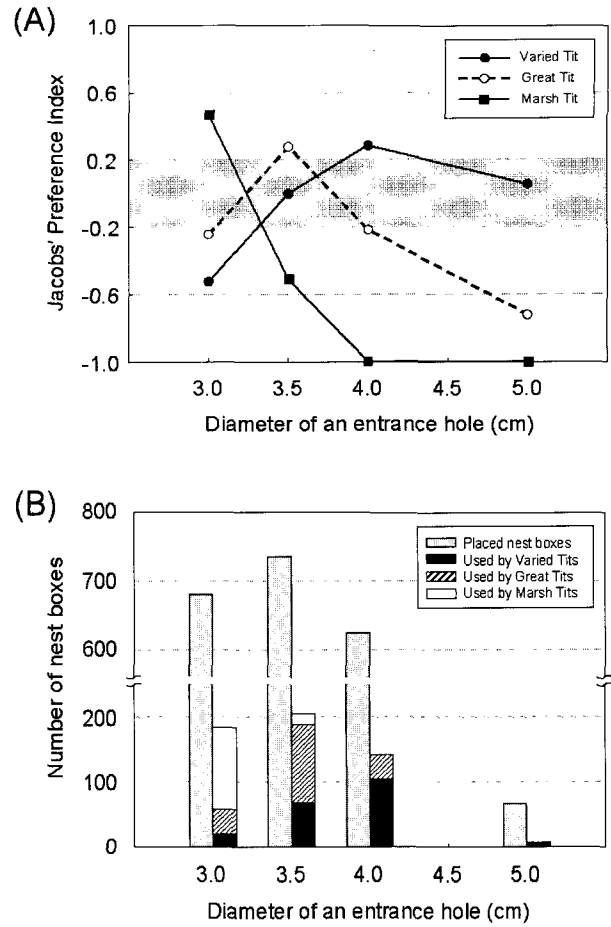 (A)
1.0
0.6
0.2
-0.2
-0.6
-1.0
Jacobs' Preference Index
Varied Tit
Great Tit
Marsh Tit
3.0 3.5 4.0 4.5 5.0
Diameter of an entrance hole (cm)
(B)
800
700
600
200
100
0
Number of nest boxes
Placed nest boxes
Used by Varied Tits
Used by Great Tits
Used by Marsh Tits
3.0 3.5 4.0 4.5 5.0
Diameter of an entrance hole (cm)